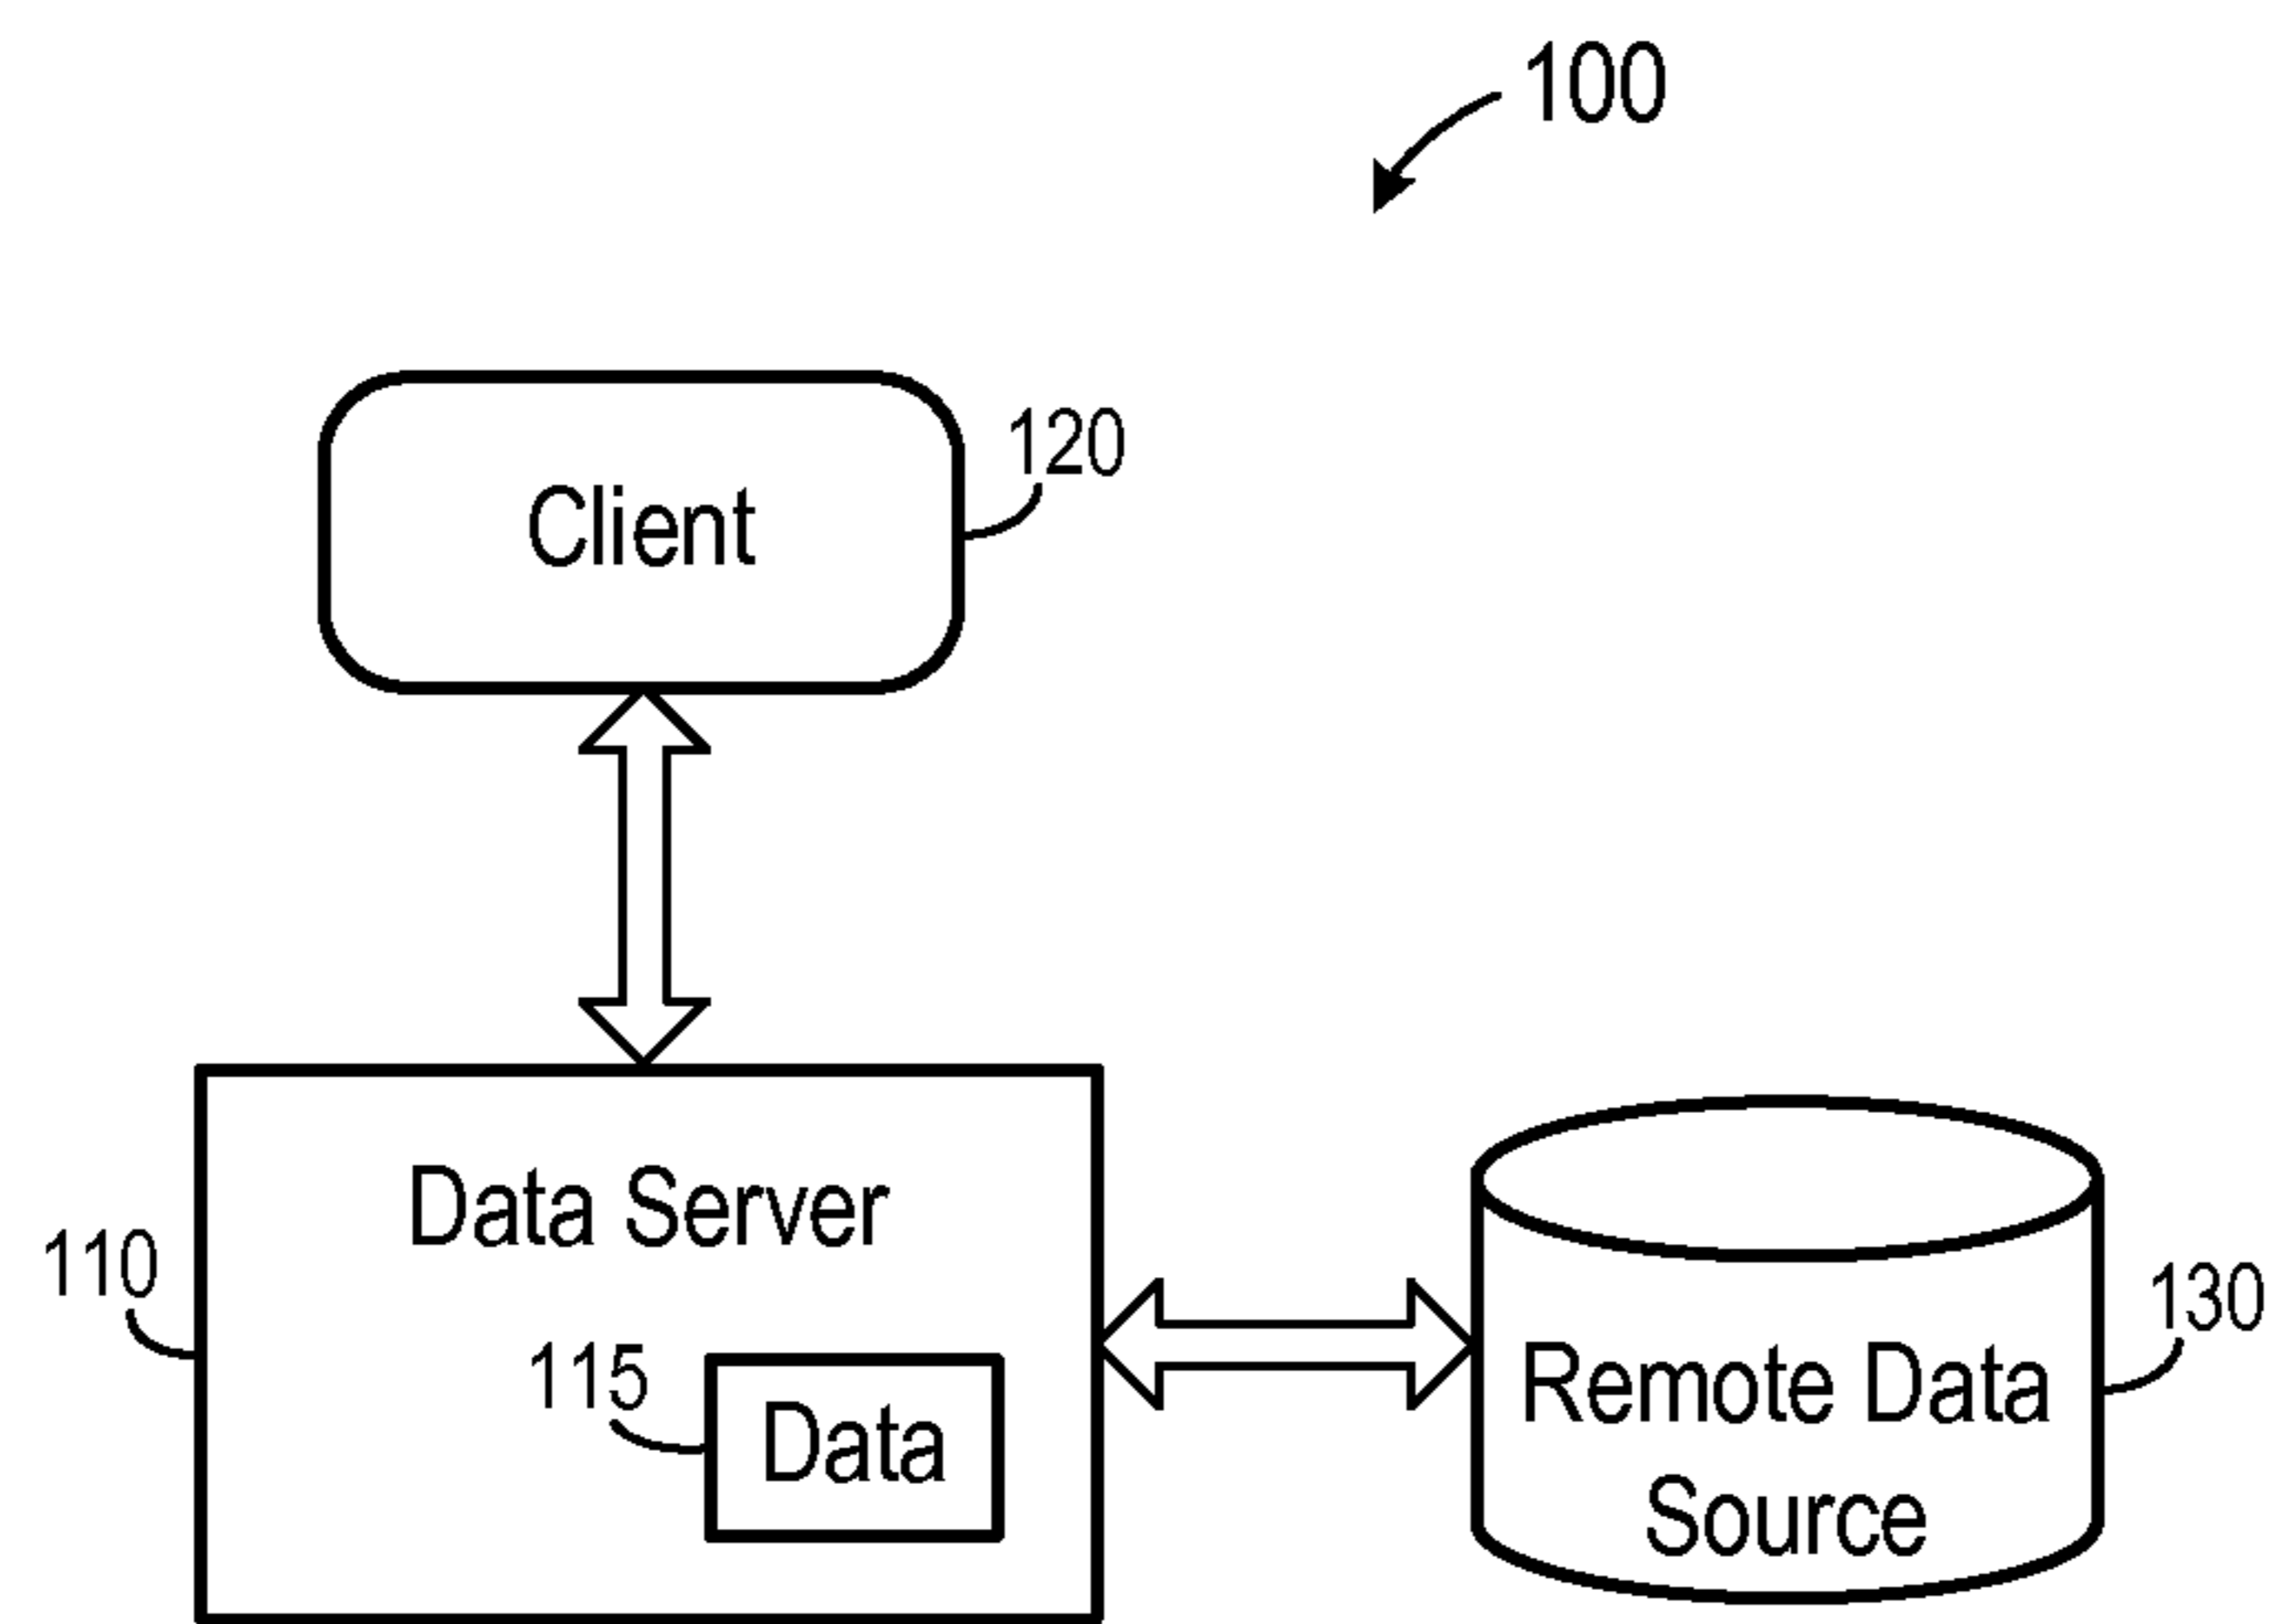 100
120
Client
Data Server
110
115
Data
130
Remote Data
Source